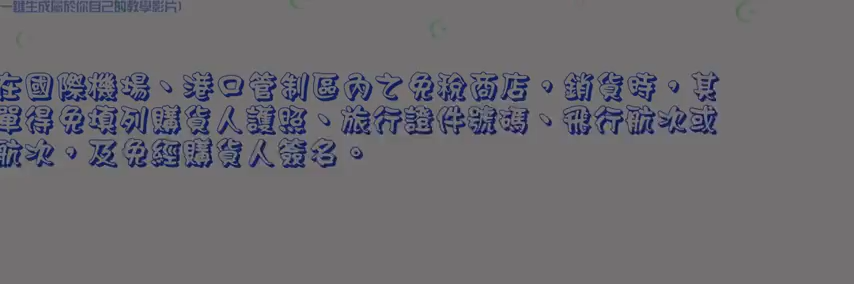 一鍵生成屬於你自己的教學影片)
在國際機場、港口管制區內之免稅商店,銷貨時,其
單得免填列購貨人護照、旅行證件號碼、飛行航次或
航次,及免經購貨人簽名。